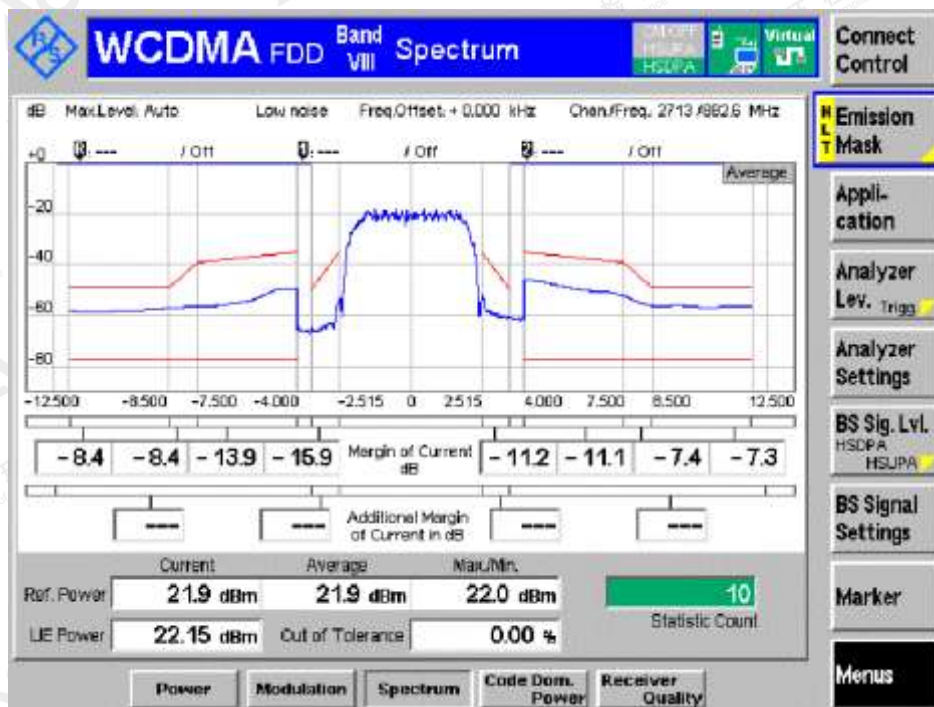 WCDMA FDD Band VIII Spectrum
HSDPA
Virtual
dB Max.Level: Auto Low noise Freq.Offset: + 0.000 kHz Chan./Freq.: 2713 /882.6 MHz
+0 --- / Off 1: --- / Off 2: --- / Off
Average
-20
-40
-60
-80
-12.500 -8.500 -7.500 -4.000 -2.515 0 2.515 4.000 7.500 8.500 12.500
-8.4 -8.4 -13.9 -15.9 Margin of Current dB -11.2 -11.1 -7.4 -7.3
--- --- Additional Margin of Current in dB --- ---
Current Average Max./Min.
Ref. Power 21.9 dBm 21.9 dBm 22.0 dBm 10
Statistic Count
UE Power 22.15 dBm Out of Tolerance 0.00 %
Power Modulation Spectrum Code Dom. Power Receiver Quality
Connect Control
HLT Emission Mask
Appli-
cation
Analyzer
Lev. Trigg.
Analyzer
Settings
BS Sig. Lvl.
HSDPA
HSUPA
BS Signal
Settings
Marker
Menus